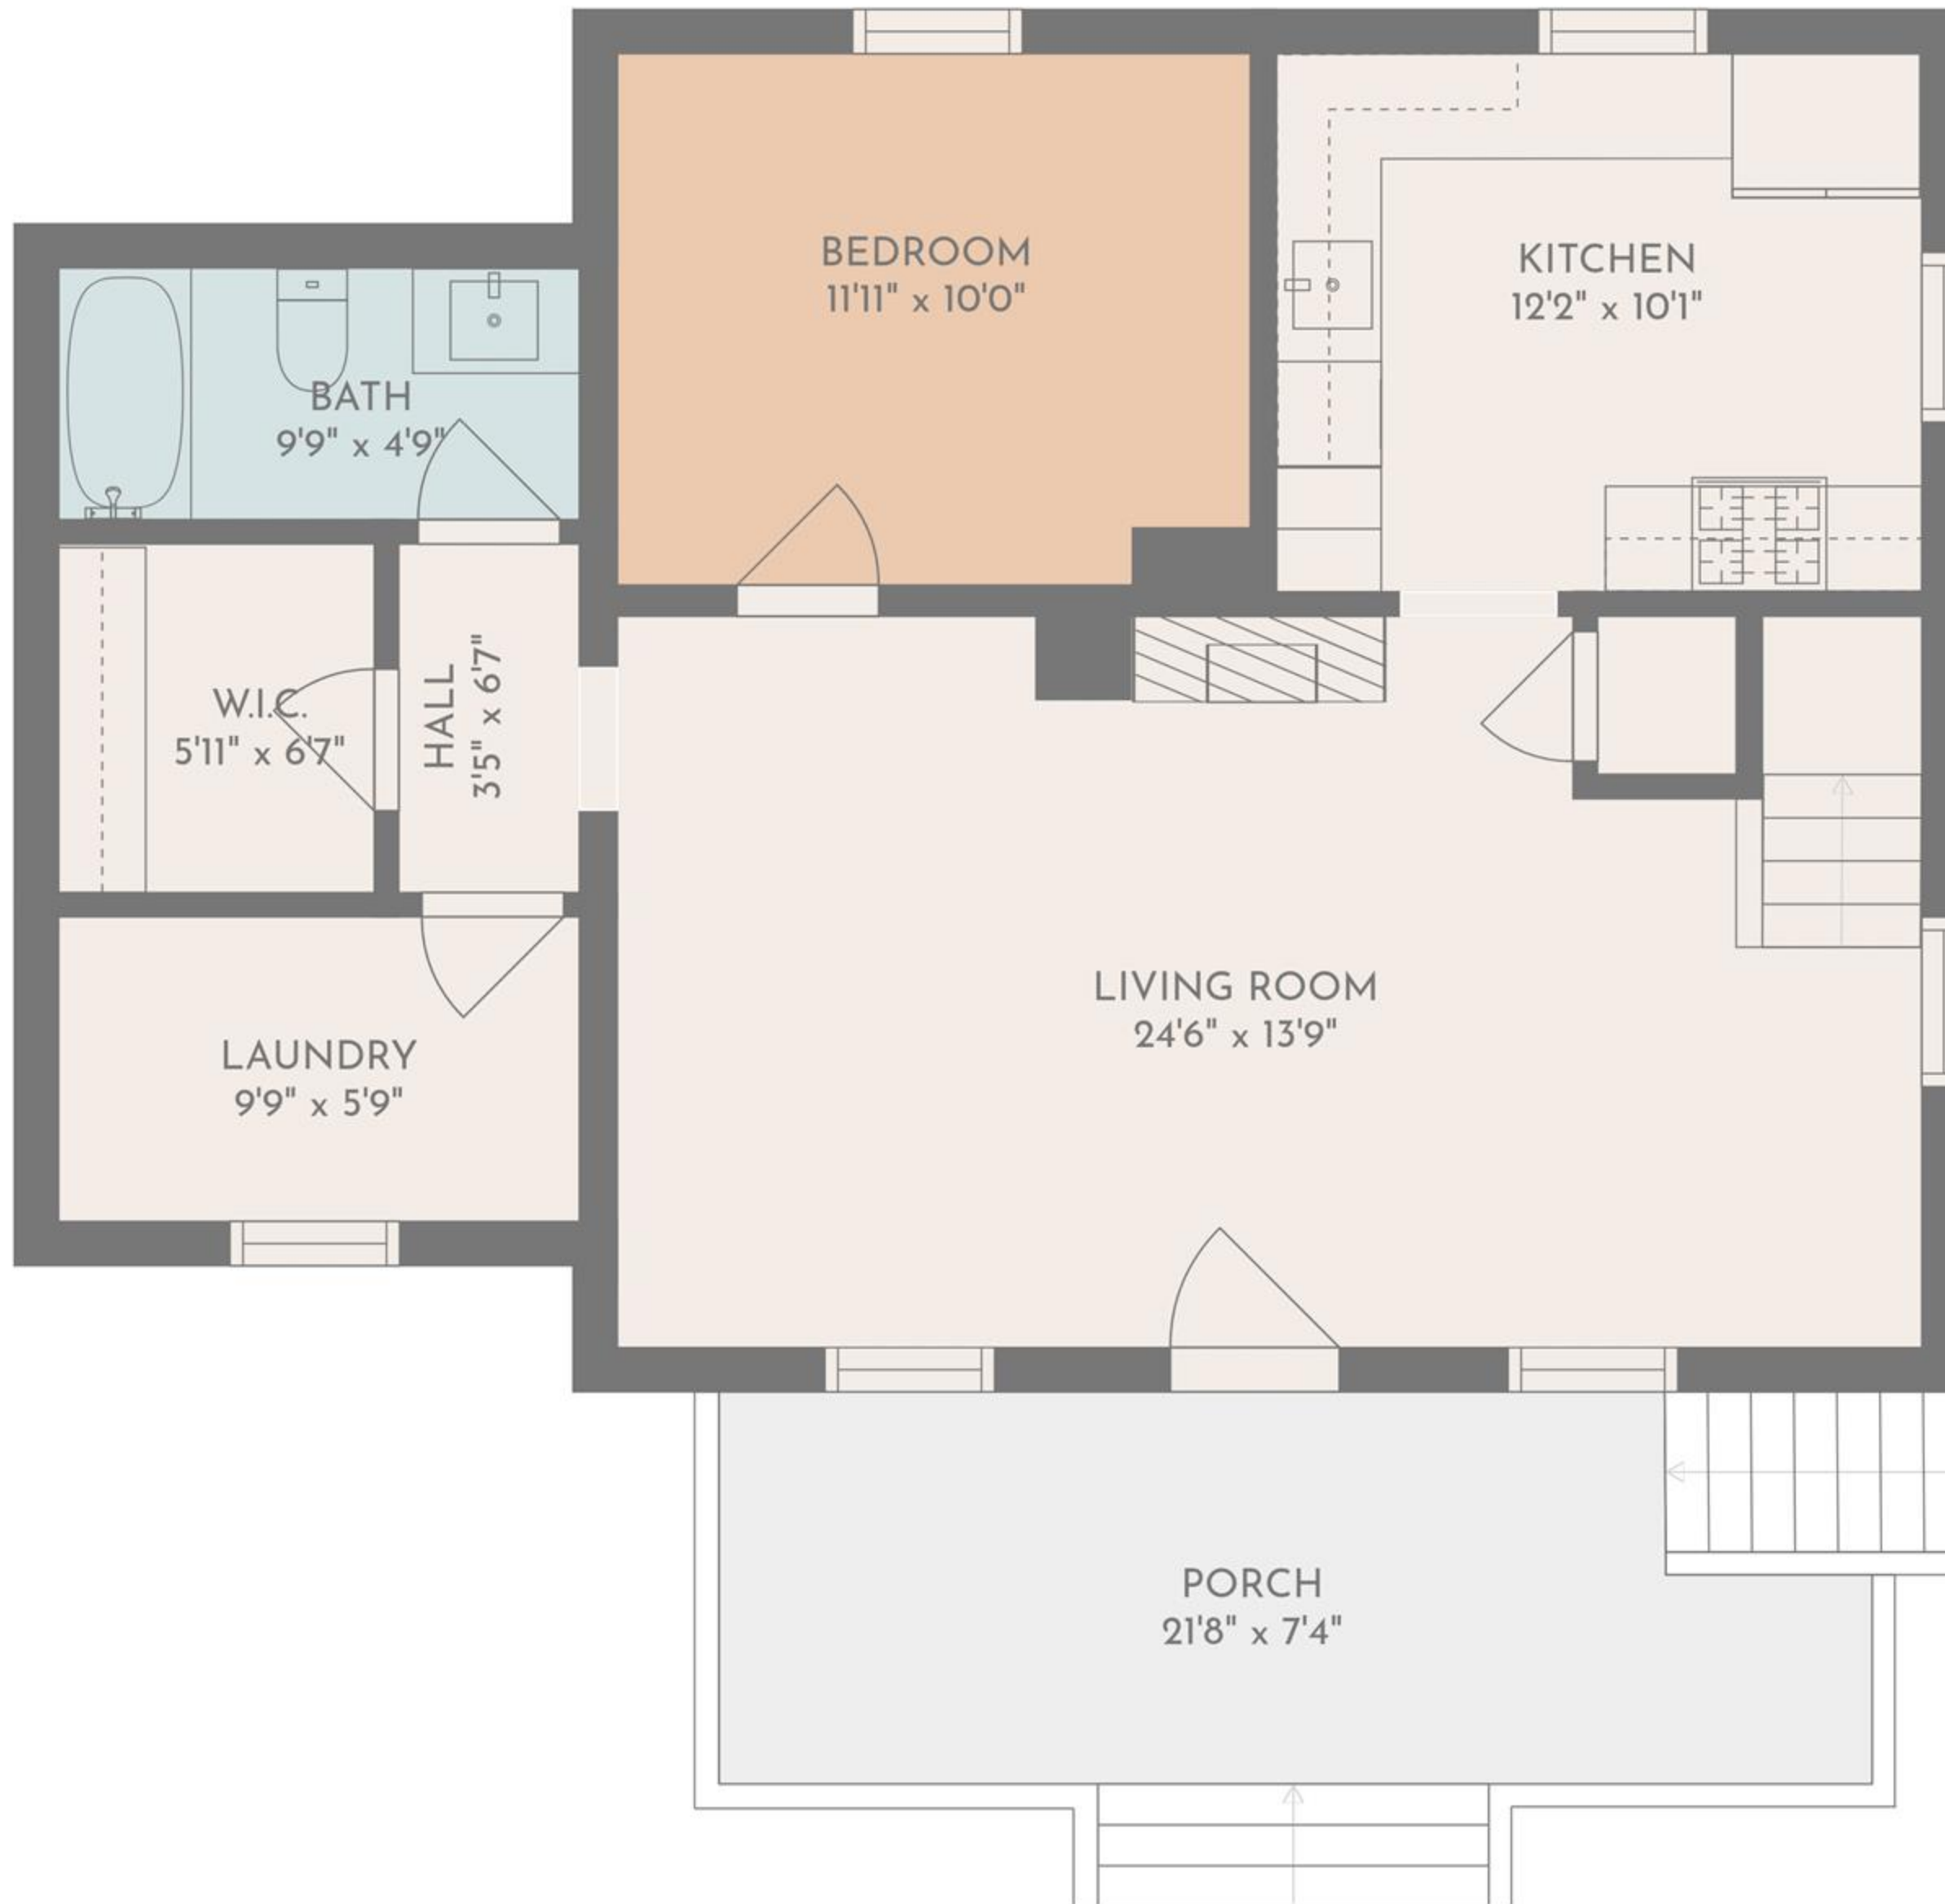 BEDROOM
11'11" x 10'0"
KITCHEN
12'2" x 10'1"
BATH
9'9" x 4'9"
W.I.C.
5'11" x 6'7"
HALL
3'5" x 6'7"
LIVING ROOM
24'6" x 13'9"
LAUNDRY
9'9" x 5'9"
PORCH
21'8" x 7'4"